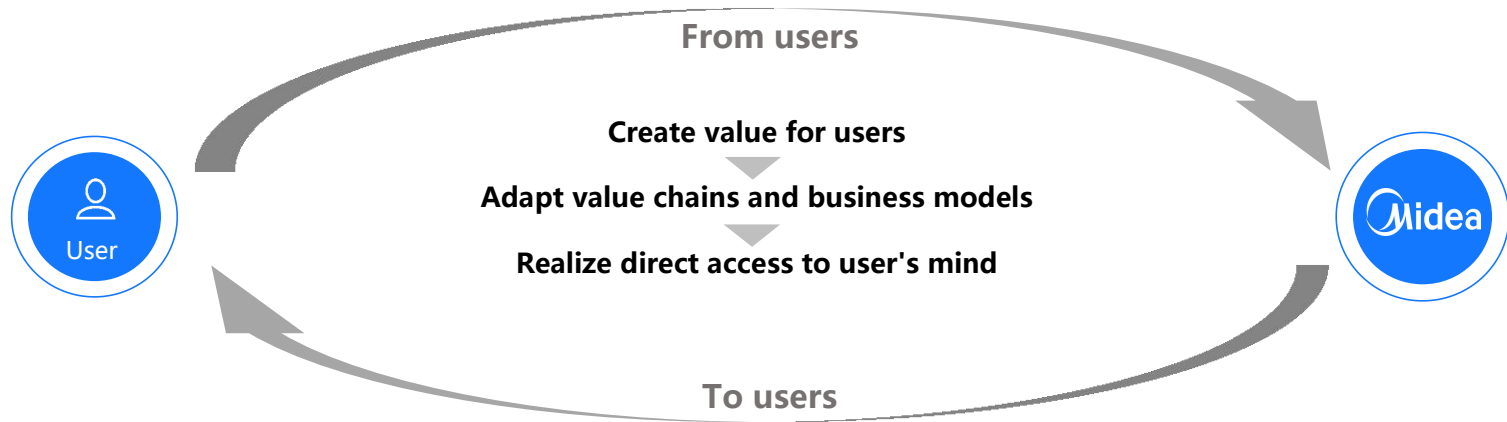 From users
Create value for users
Adapt value chains and business models
Realize direct access to user's mind
User
Midea
To users